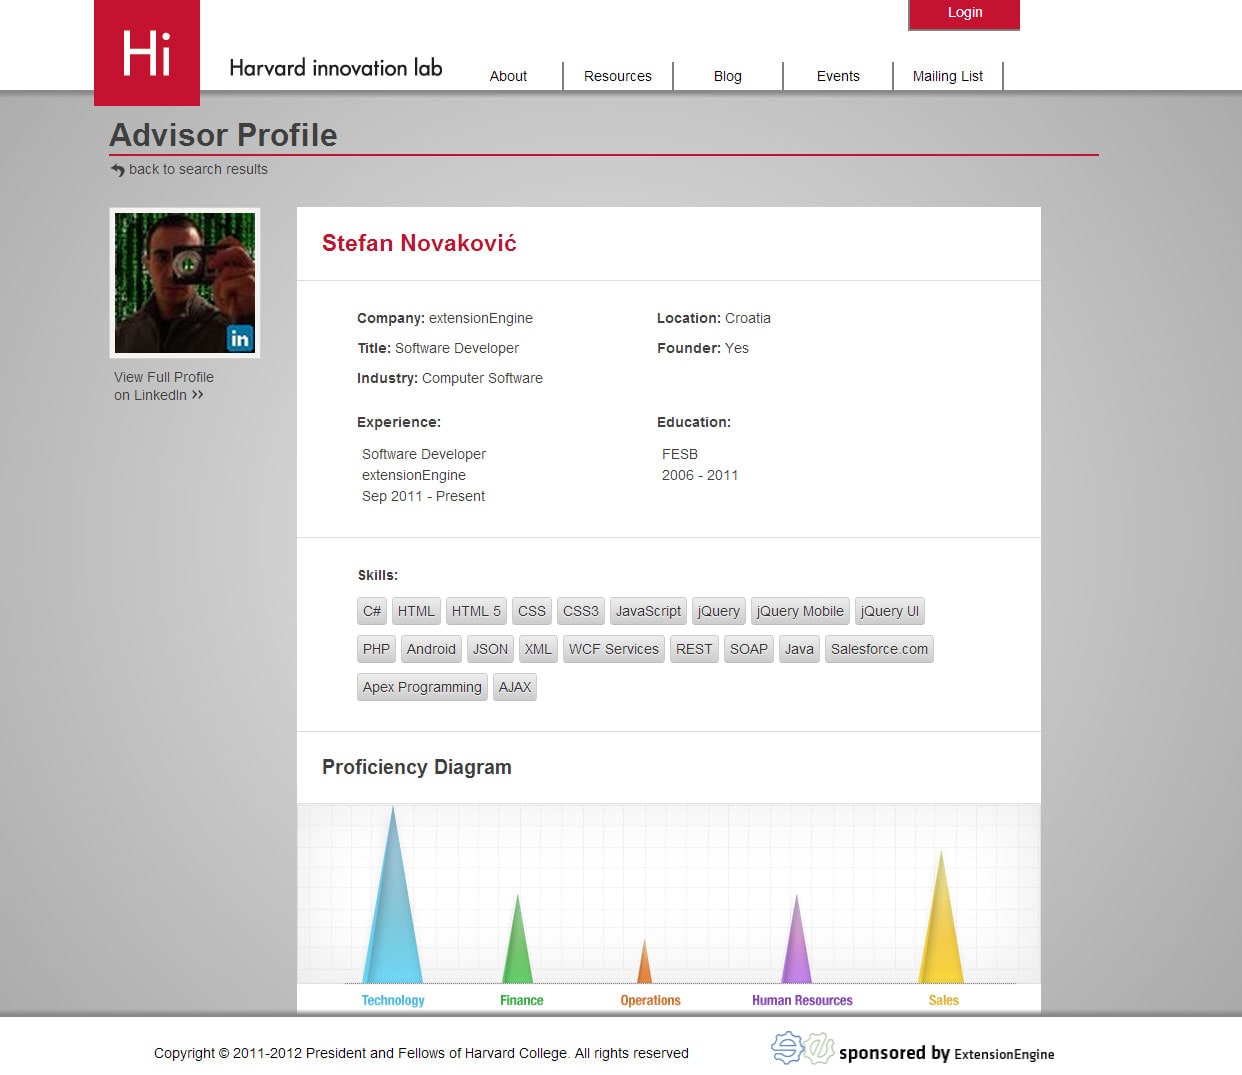 Login
Hi
Harvard innovation lab
About Resources Blog Events Mailing List
Advisor Profile
back to search results
Stefan Novaković
in
View Full Profile
on LinkedIn >>
Company: extensionEngine
Location: Croatia
Title: Software Developer
Founder: Yes
Industry: Computer Software
Experience:
Software Developer
extensionEngine
Sep 2011 - Present
Education:
FESB
2006 - 2011
Skills:
C# HTML HTML 5 CSS CSS3 JavaScript jQuery jQuery Mobile jQuery UI
PHP Android JSON XML WCF Services REST SOAP Java Salesforce.com
Apex Programming AJAX
Proficiency Diagram
Technology Finance Operations Human Resources Sales
Copyright © 2011-2012 President and Fellows of Harvard College. All rights reserved
sponsored by ExtensionEngine